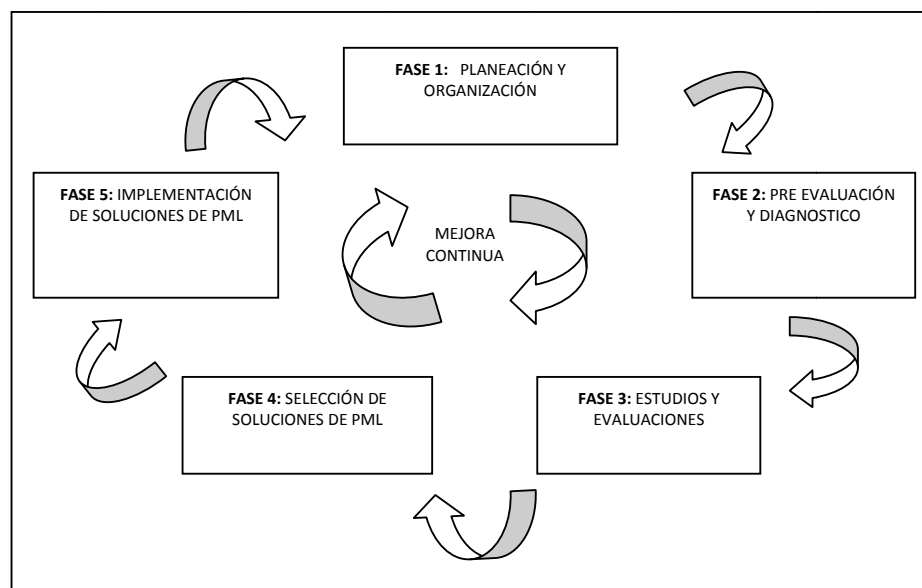 FASE 1: PLANEACIÓN Y
ORGANIZACIÓN
FASE 5: IMPLEMENTACIÓN
DE SOLUCIONES DE PML
FASE 2: PRE EVALUACIÓN
Y DIAGNOSTICO
MEJORA
CONTINUA
FASE 4: SELECCIÓN DE
SOLUCIONES DE PML
FASE 3: ESTUDIOS Y
EVALUACIONES